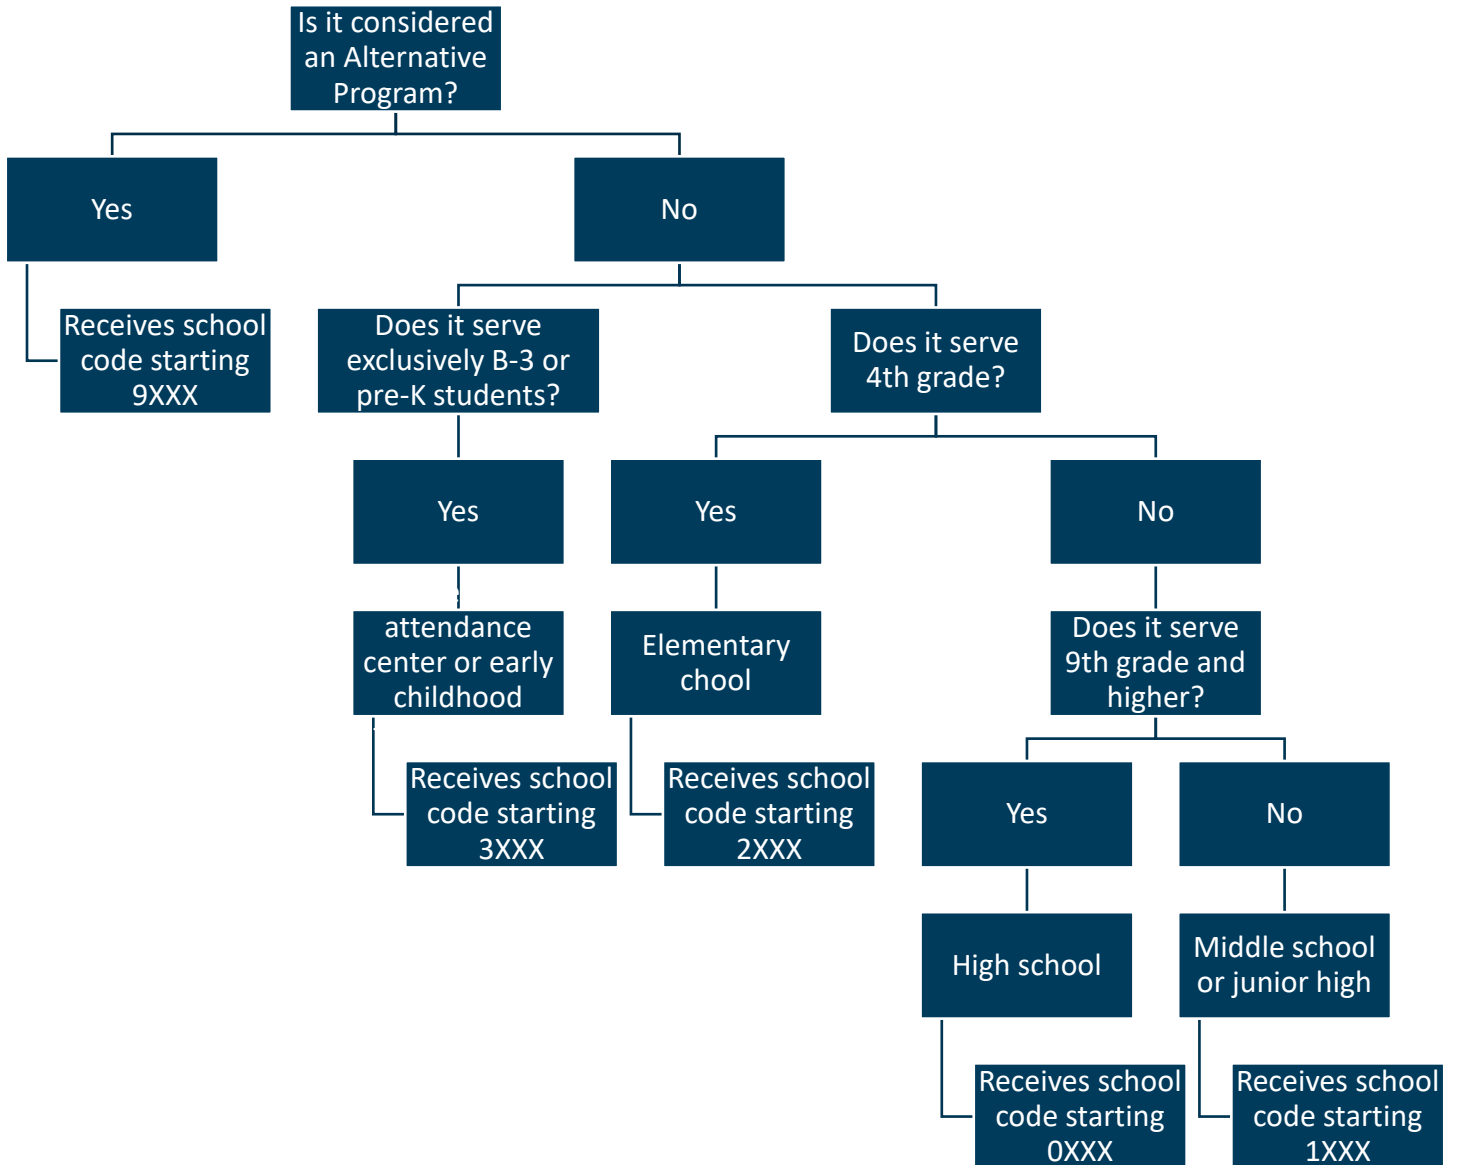 Is it considered
an Alternative
Program?
Yes
No
Receives school
code starting
9XXX
Does it serve
exclusively B-3 or
pre-K students?
Does it serve
4th grade?
Yes
Yes
No
attendance
center or early
childhood
Elementary
chool
Does it serve
9th grade and
higher?
Receives school
code starting
3XXX
Receives school
code starting
2XXX
Yes
No
High school
Middle school
or junior high
Receives school
code starting
0XXX
Receives school
code starting
1XXX